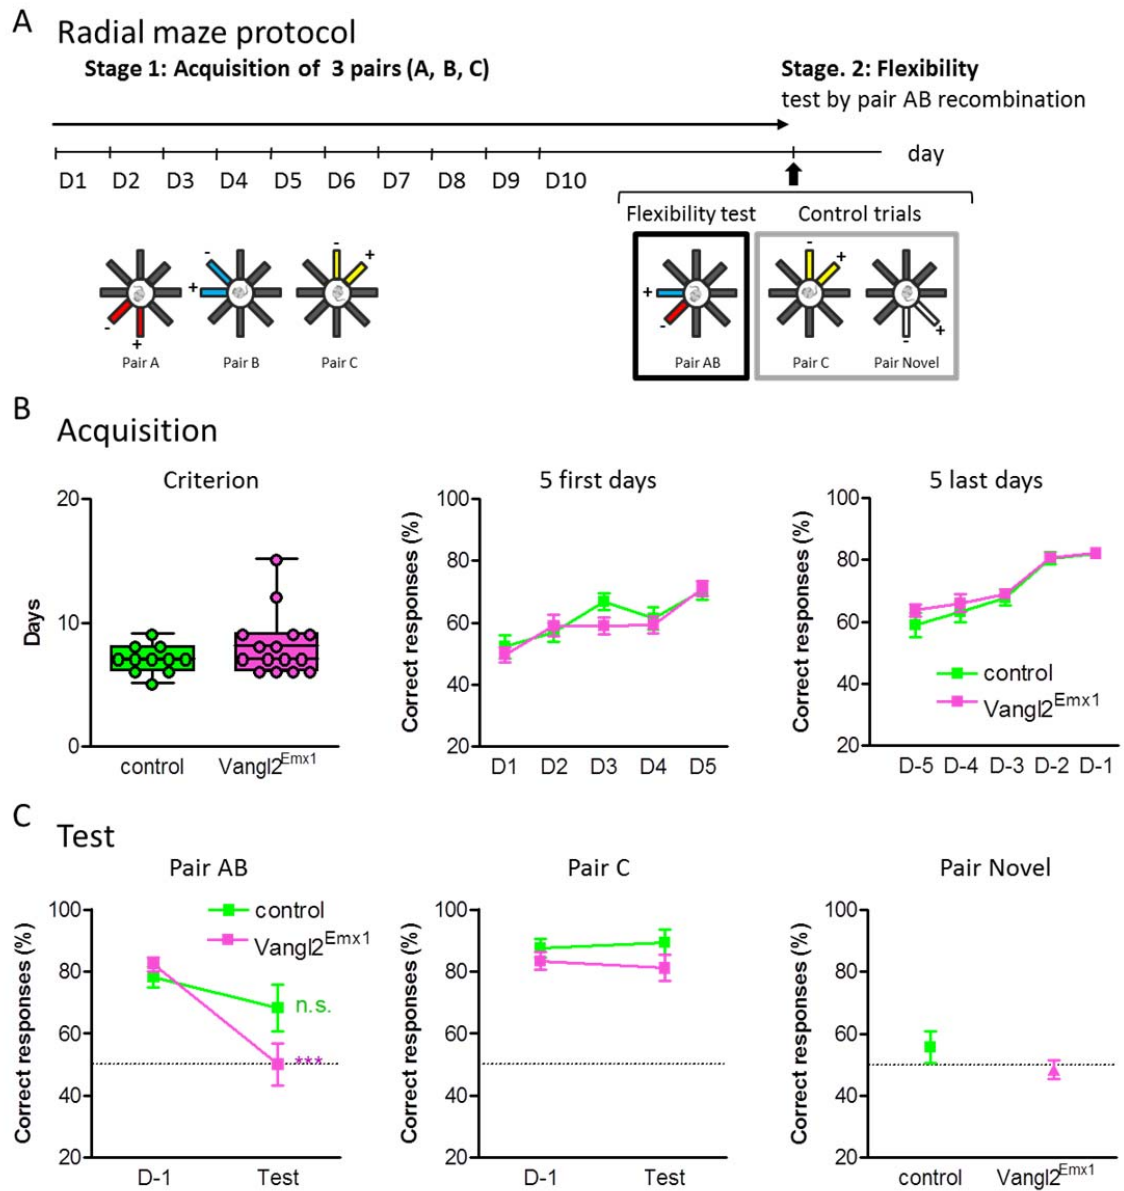 A
Radial maze protocol
Stage 1: Acquisition of 3 pairs (A, B, C)
Stage. 2: Flexibility
test by pair AB recombination
day
D1 D2 D3 D4 D5 D6 D7 D8 D9 D10
Flexibility test
Control trials
- +
Pair A
- +
Pair B
- +
Pair C
+ -
Pair AB
- +
Pair C
- +
Pair Novel
B
Acquisition
Criterion
Days
20
10
0
control Vangl2Emx1
5 first days
Correct responses (%)
100
80
60
40
20
D1 D2 D3 D4 D5
5 last days
Correct responses (%)
100
80
60
40
20
control
Vangl2Emx1
D-5 D-4 D-3 D-2 D-1
C
Test
Pair AB
Correct responses (%)
100
80
60
40
20
control
Vangl2Emx1
n.s.
***
D-1 Test
Pair C
Correct responses (%)
100
80
60
40
20
D-1 Test
Pair Novel
Correct responses (%)
100
80
60
40
20
control Vangl2Emx1